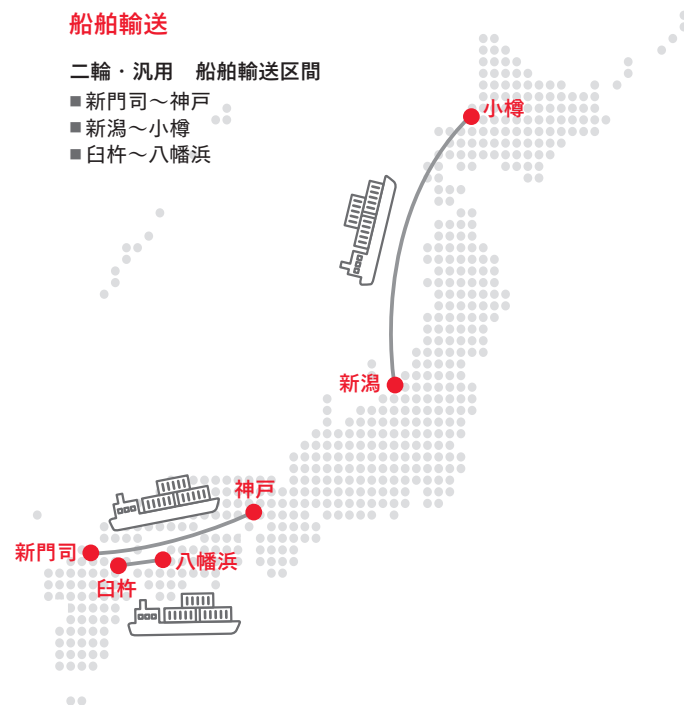 船舶輸送
二輪・汎用　船舶輸送区間
■新門司～神戸
■新潟～小樽
■臼杵～八幡浜
小樽
新潟
神戸
新門司
八幡浜
臼杵